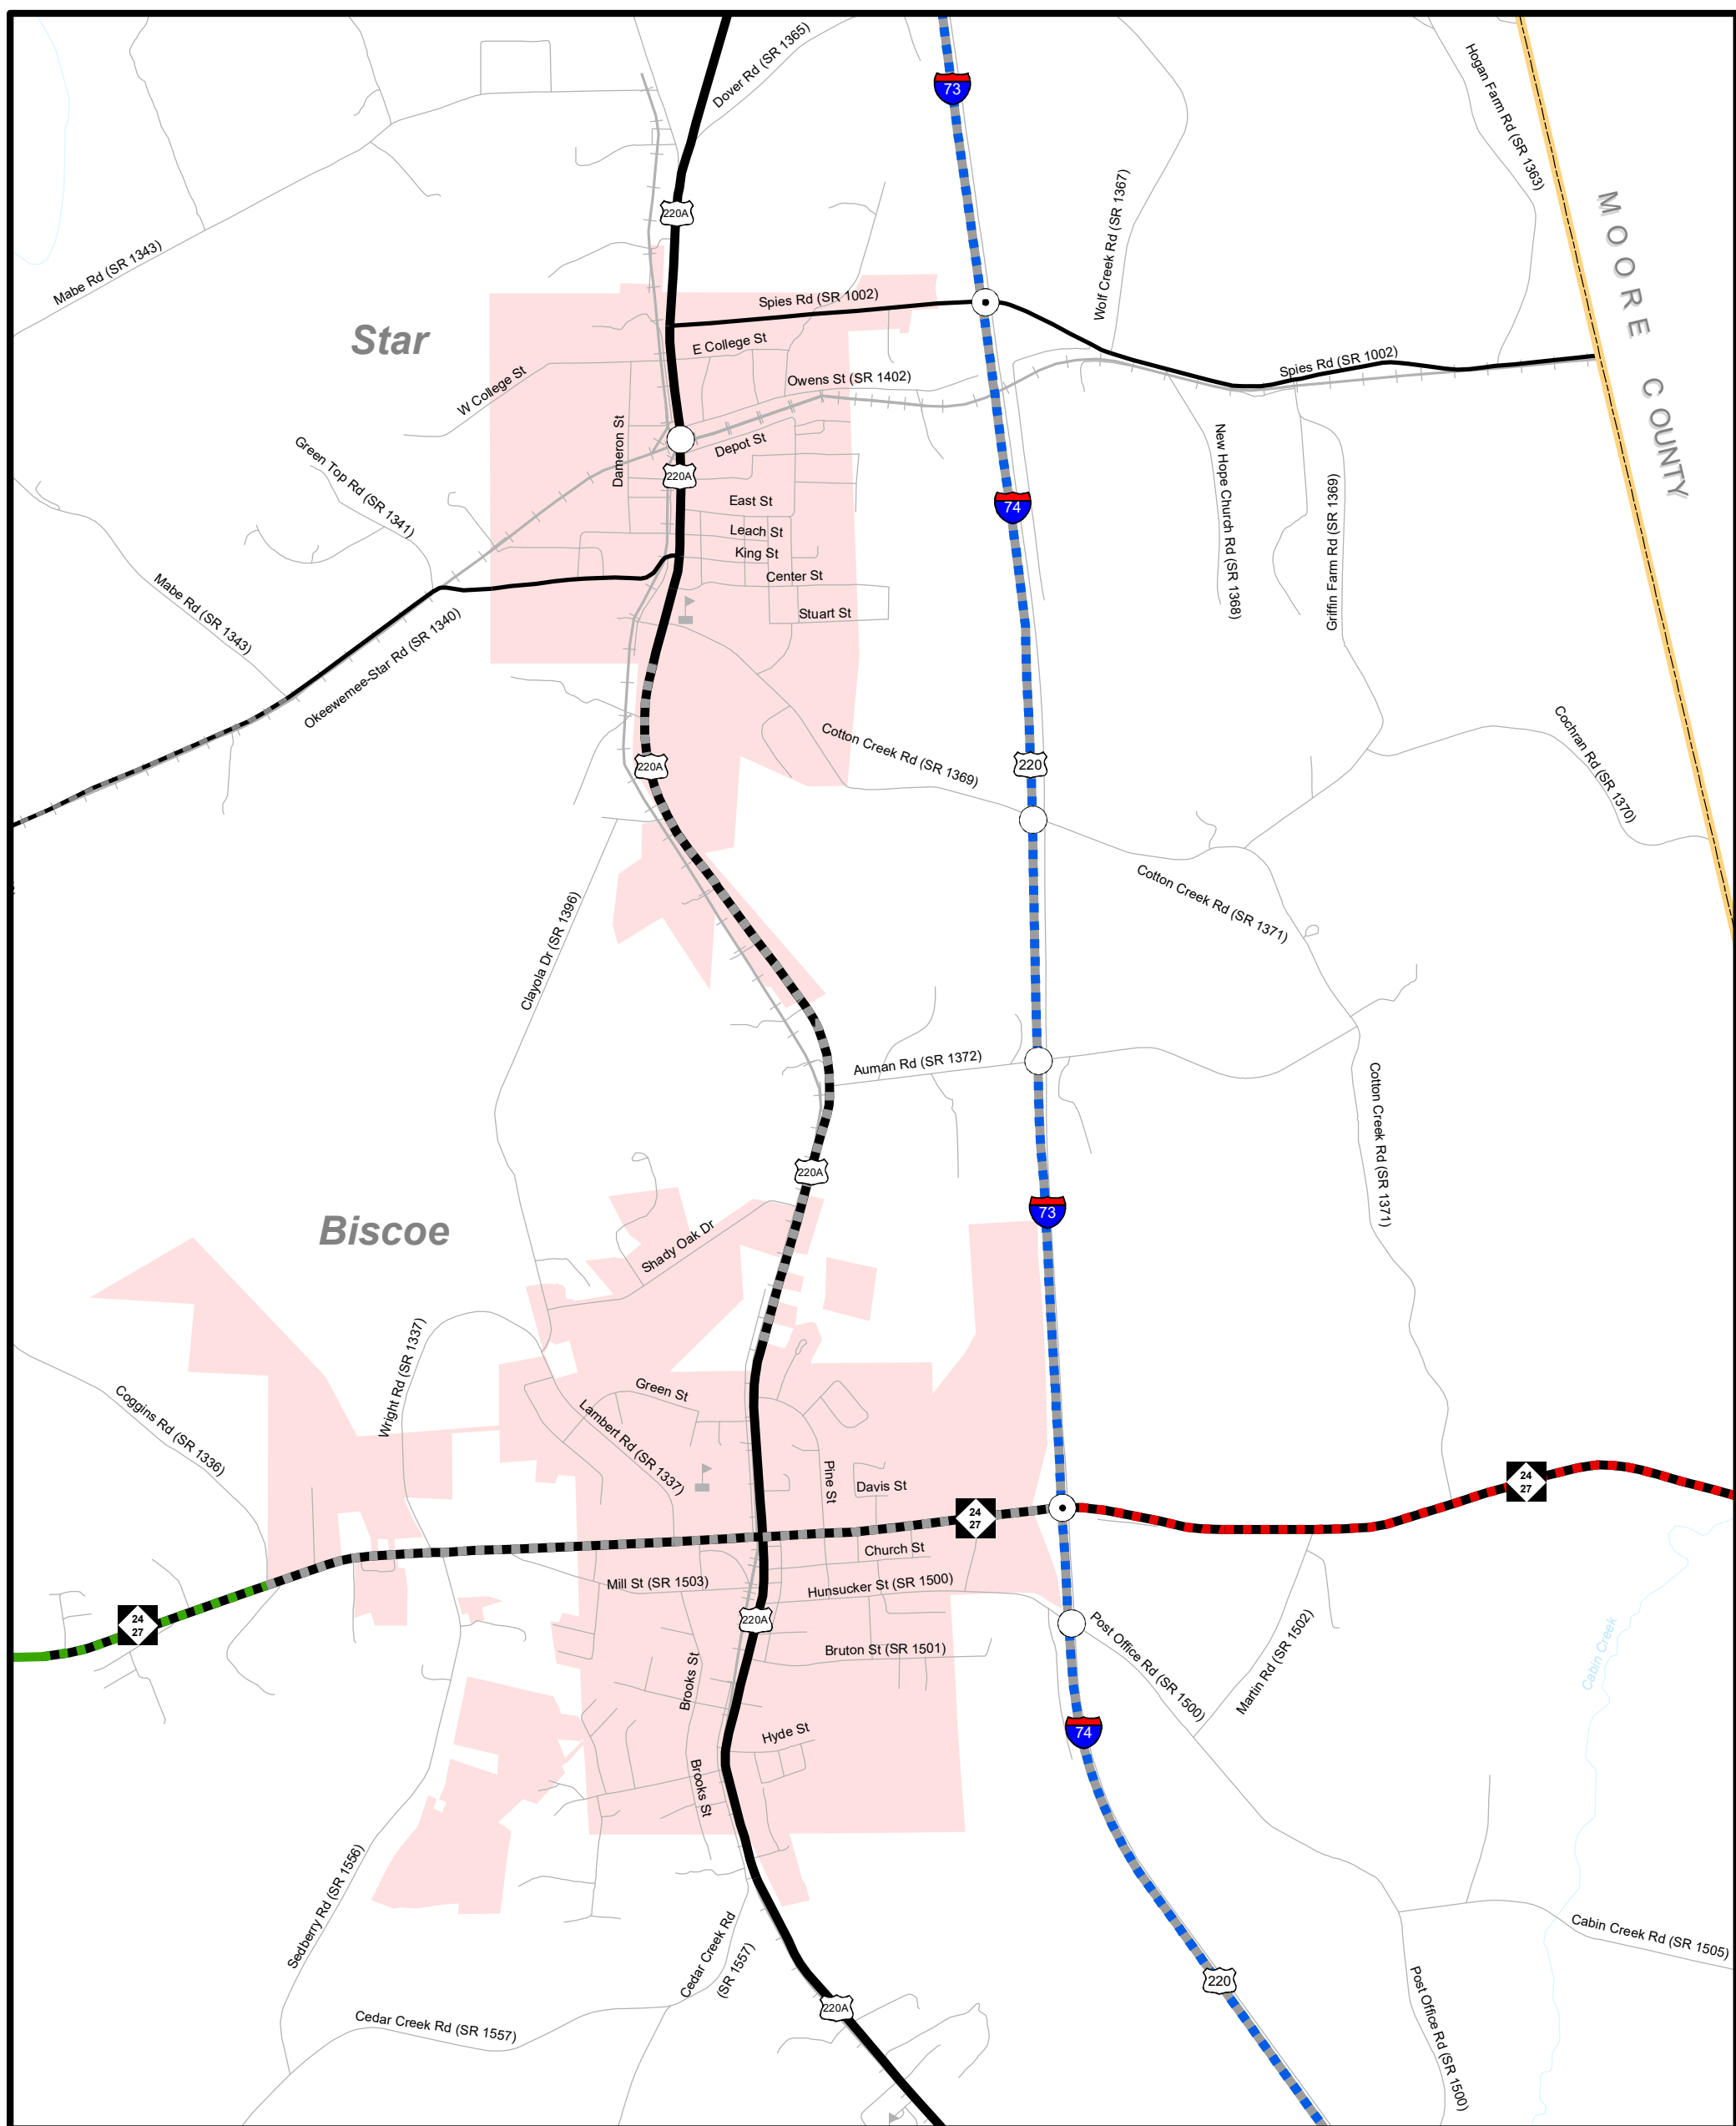 Dover Rd (SR 1365)
73
Hogan Farm Rd (SR 1363)
MOORE COUNTY
220A
Wolf Creek Rd (SR 1367)
Mabe Rd (SR 1343)
Spies Rd (SR 1002)
Star
E College St
Spies Rd (SR 1002)
W College St
Owens St (SR 1402)
Dameron St
Depot St
Green Top Rd (SR 1341)
220A
East St
74
New Hope Church Rd (SR 1368)
Griffin Farm Rd (SR 1369)
Leach St
King St
Center St
Mabe Rd (SR 1343)
Stuart St
Okeewemee-Star Rd (SR 1340)
Cotton Creek Rd (SR 1369)
220A
220
Cochran Rd (SR 1370)
Cotton Creek Rd (SR 1371)
Clayola Dr (SR 1396)
Auman Rd (SR 1372)
Cotton Creek Rd (SR 1371)
220A
73
Biscoe
Shady Oak Dr
Wright Rd (SR 1337)
Green St
Coggins Rd (SR 1336)
Lambert Rd (SR 1337)
Pine St
Davis St
24
27
24
27
Church St
Mill St (SR 1503)
Hunsucker St (SR 1500)
24
27
220A
Post Office Rd (SR 1500)
Martin Rd (SR 1502)
Cabin Creek
Bruton St (SR 1501)
Brooks St
Hyde St
74
Brooks St
Sedberry Rd (SR 1556)
Cedar Creek Rd
(SR 1557)
Cabin Creek Rd (SR 1505)
220
220A
Cedar Creek Rd (SR 1557)
Post Office Rd (SR 1500)